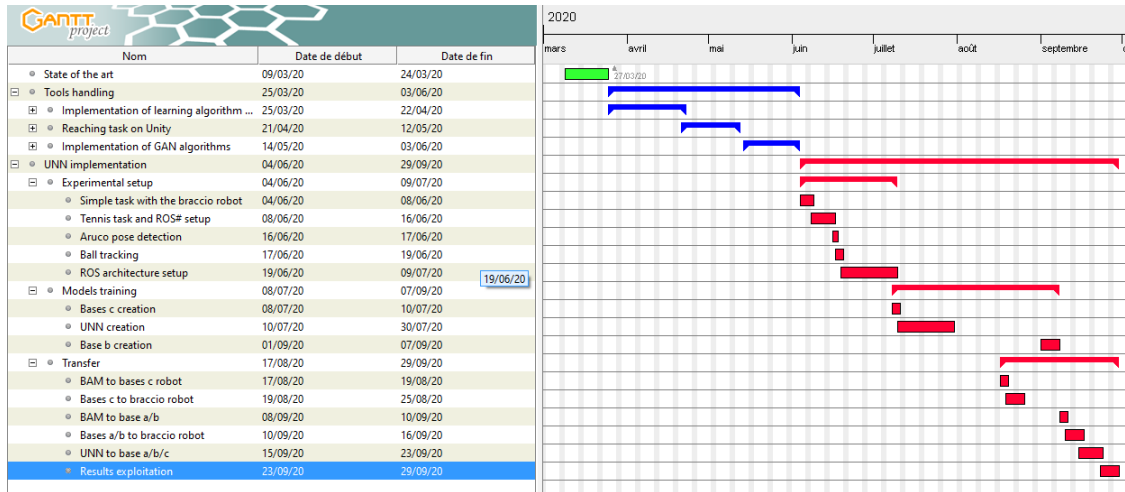 GANTT
project
2020
mars avril mai juin juillet août septembre
Nom Date de début Date de fin
State of the art 09/03/20 24/03/20
27/03/20
Tools handling 25/03/20 03/06/20
Implementation of learning algorithm ... 25/03/20 22/04/20
Reaching task on Unity 21/04/20 12/05/20
Implementation of GAN algorithms 14/05/20 03/06/20
UNN implementation 04/06/20 29/09/20
Experimental setup 04/06/20 09/07/20
Simple task with the braccio robot 04/06/20 08/06/20
Tennis task and ROS# setup 08/06/20 16/06/20
Aruco pose detection 16/06/20 17/06/20
Ball tracking 17/06/20 19/06/20
ROS architecture setup 19/06/20 09/07/20
19/06/20
Models training 08/07/20 07/09/20
Bases c creation 08/07/20 10/07/20
UNN creation 10/07/20 30/07/20
Base b creation 01/09/20 07/09/20
Transfer 17/08/20 29/09/20
BAM to bases c robot 17/08/20 19/08/20
Bases c to braccio robot 19/08/20 25/08/20
BAM to base a/b 08/09/20 10/09/20
Bases a/b to braccio robot 10/09/20 16/09/20
UNN to base a/b/c 15/09/20 23/09/20
Results exploitation 23/09/20 29/09/20